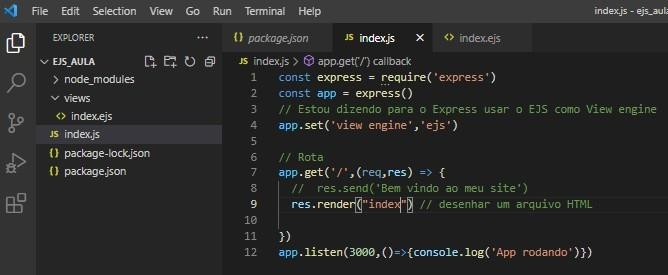 File Edit Selection View Go Run Terminal Help index.js - ejs_aula
EXPLORER ...
package.json index.js index.ejs
EJS_AULA
node_modules
views
index.ejs
JS index.js
package-lock.json
package.json
JS index.js > app.get('/') callback
1 const express = require('express')
2 const app = express()
3 // Estou dizendo para o Express usar o EJS como View engine
4 app.set('view engine','ejs')
5
6 // Rota
7 app.get('/',(req,res) => {
8 // res.send('Bem vindo ao meu site')
9 res.render("index") // desenhar um arquivo HTML
10
11 })
12 app.listen(3000,()=>{console.log('App rodando')})